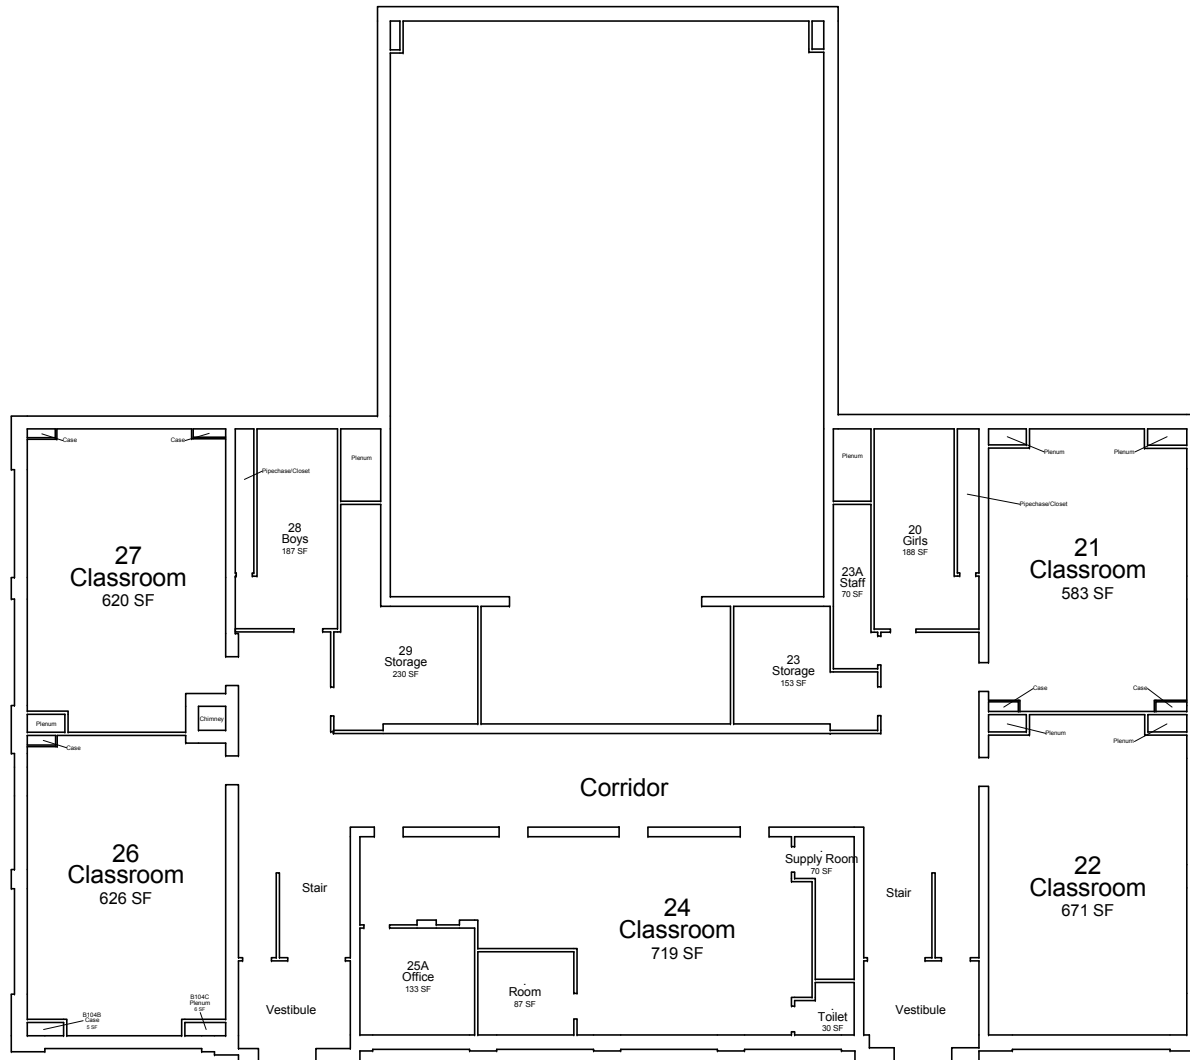 Case
Case
Plenum
Plenum
Plenum
Plenum
Pipechase/Closet
Pipechase/Closet
28
Boys
187 SF
20
Girls
188 SF
27
Classroom
620 SF
21
Classroom
583 SF
23A
Staff
70 SF
29
Storage
230 SF
23
Storage
153 SF
Case
Case
Plenum
Chimney
Case
Plenum
Plenum
Corridor
26
Classroom
626 SF
Stair
Supply Room
70 SF
24
Classroom
719 SF
Stair
22
Classroom
671 SF
25A
Office
133 SF
Room
87 SF
B104C
Plenum
6 SF
B104B
Case
5 SF
Vestibule
Toilet
30 SF
Vestibule